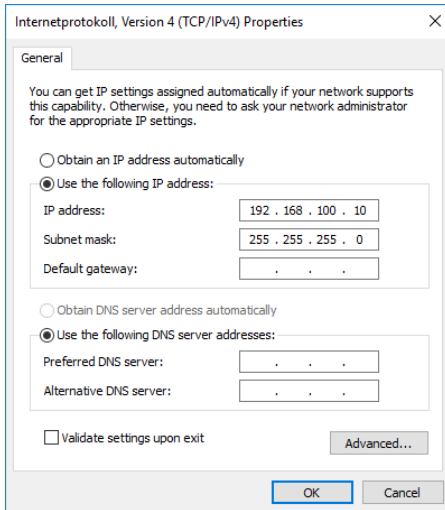 Internetprotokoll, Version 4 (TCP/IPv4) Properties
General
You can get IP settings assigned automatically if your network supports
this capability. Otherwise, you need to ask your network administrator
for the appropriate IP settings.
Obtain an IP address automatically
Use the following IP address:
IP address: 192 . 168 . 100 . 10
Subnet mask: 255 . 255 . 255 . 0
Default gateway: . . .
Obtain DNS server address automatically
Use the following DNS server addresses:
Preferred DNS server: . . .
Alternative DNS server: . . .
Validate settings upon exit
Advanced...
OK Cancel